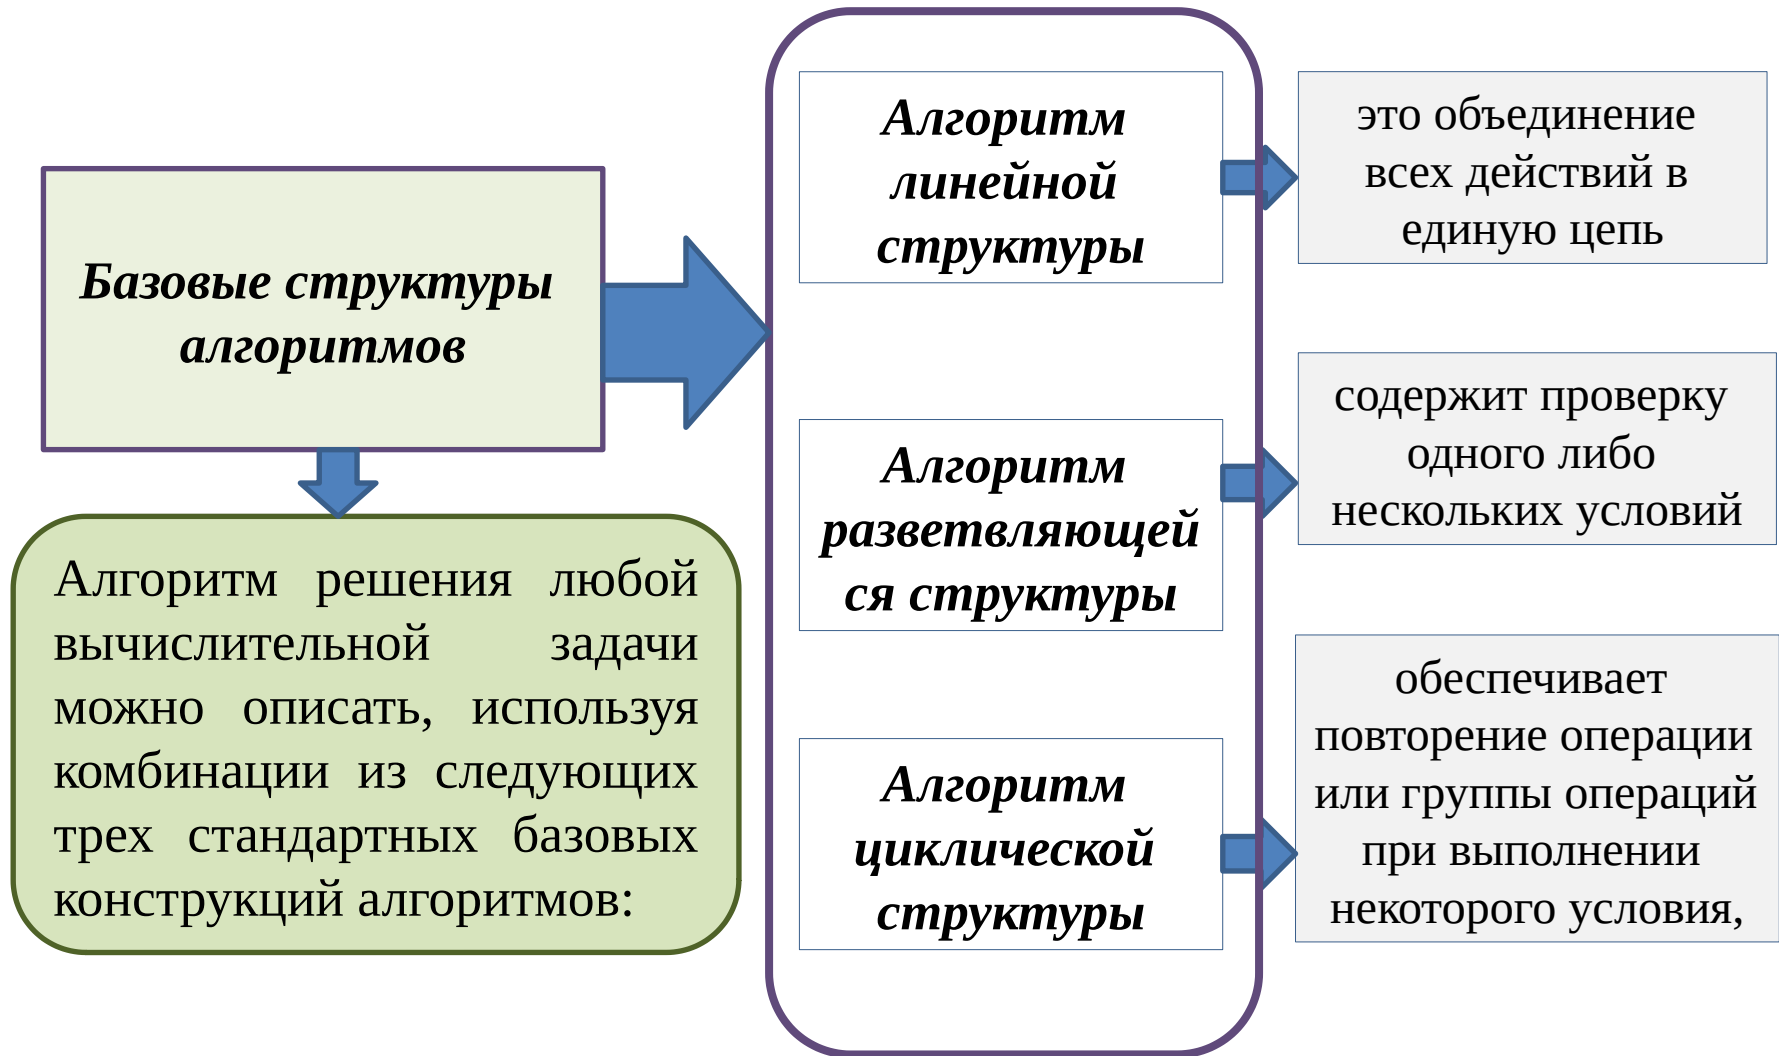 Базовые структуры
алгоритмов
Алгоритм решения любой
вычислительной задачи
можно описать, используя
комбинации из следующих
трех стандартных базовых
конструкций алгоритмов:
Алгоритм
линейной
структуры
это объединение
всех действий в
единую цепь
Алгоритм
разветвляющей
ся структуры
содержит проверку
одного либо
нескольких условий
Алгоритм
циклической
структуры
обеспечивает
повторение операции
или группы операций
при выполнении
некоторого условия,